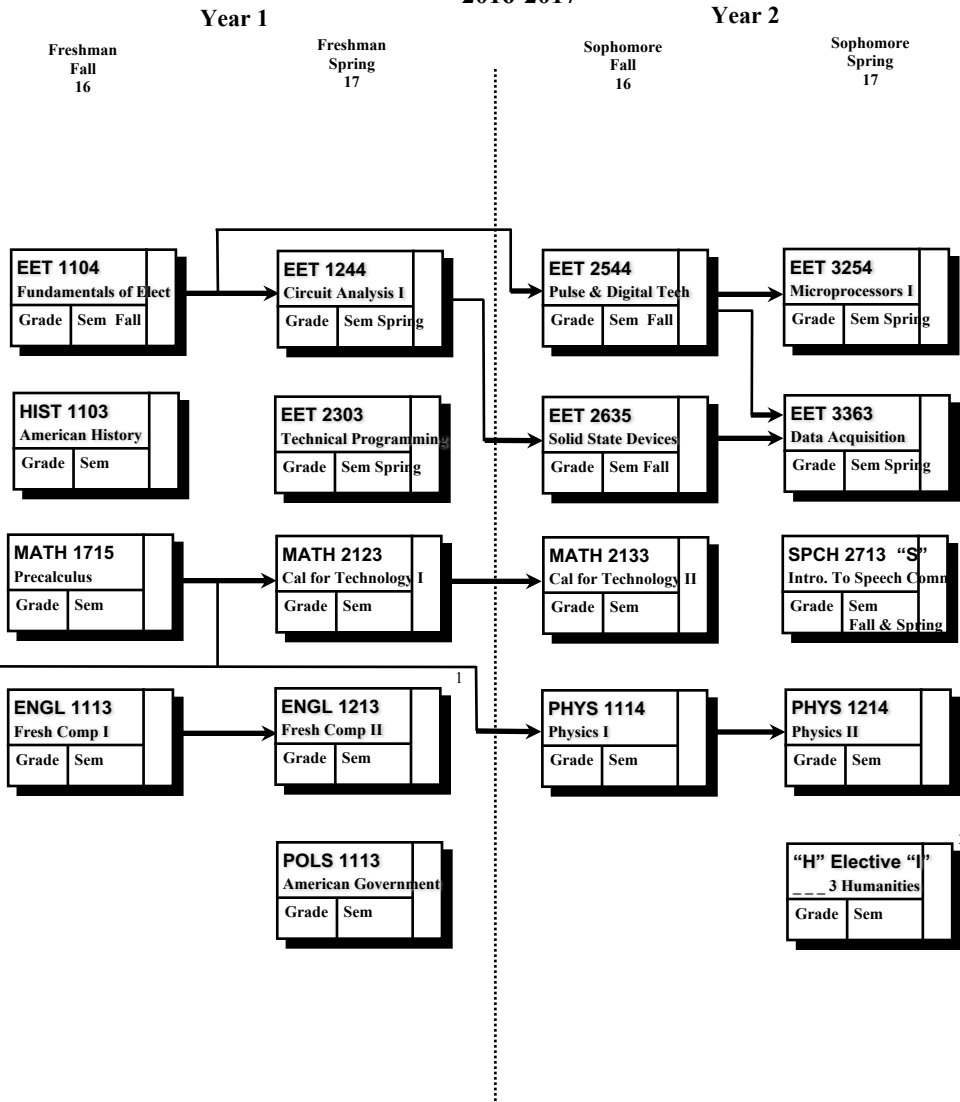 2016-2017
Year 1
Year 2
Freshman
Fall
16
Freshman
Spring
17
Sophomore
Fall
16
Sophomore
Spring
17
EET 1104
Fundamentals of Elect
Grade Sem Fall
EET 1244
Circuit Analysis I
Grade Sem Spring
EET 2544
Pulse & Digital Tech
Grade Sem Fall
EET 3254
Microprocessors I
Grade Sem Spring
HIST 1103
American History
Grade Sem
EET 2303
Technical Programming
Grade Sem Spring
EET 2635
Solid State Devices
Grade Sem Fall
EET 3363
Data Acquisition
Grade Sem Spring
MATH 1715
Precalculus
Grade Sem
MATH 2123
Cal for Technology I
Grade Sem
MATH 2133
Cal for Technology II
Grade Sem
SPCH 2713 “S”
Intro. To Speech Comm
Grade Sem
Fall & Spring
1
ENGL 1113
Fresh Comp I
Grade Sem
ENGL 1213
Fresh Comp II
Grade Sem
PHYS 1114
Physics I
Grade Sem
PHYS 1214
Physics II
Grade Sem
POLS 1113
American Government
Grade Sem
“H” Elective “I”
_ _ _ 3 Humanities
Grade Sem